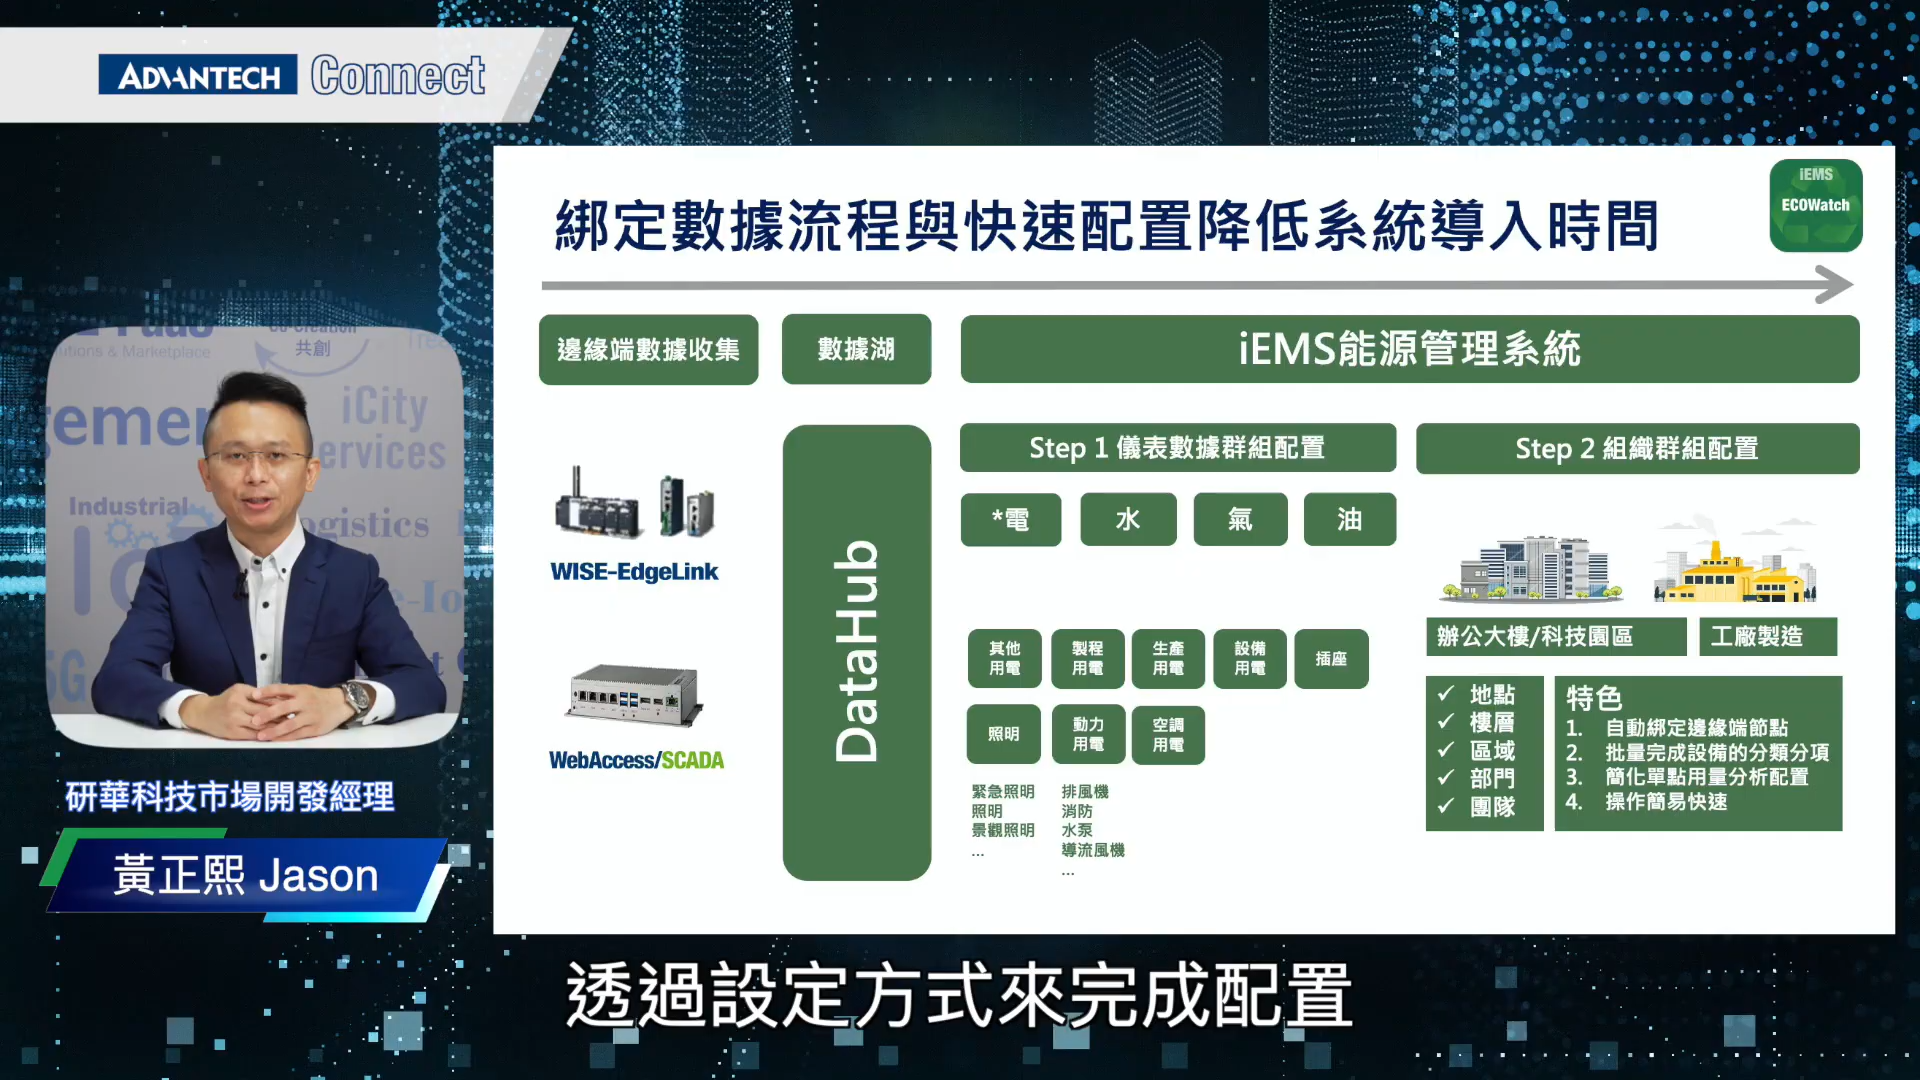 ADVANTECH Connect
iEMS
ECOWatch
綁定數據流程與快速配置降低系統導入時間
邊緣端數據收集
數據湖
iEMS能源管理系統
Step 1 儀表數據群組配置
Step 2 組織群組配置
*電
水
氣
油
WISE-EdgeLink
WebAccess/SCADA
DataHub
其他
用電
製程
用電
生產
用電
設備
用電
插座
照明
動力
用電
空調
用電
緊急照明
照明
景觀照明
...
排風機
消防
水泵
導流風機
...
辦公大樓/科技園區
工廠製造
✓ 地點
✓ 樓層
✓ 區域
✓ 部門
✓ 團隊
特色
1. 自動綁定邊緣端節點
2. 批量完成設備的分類分項
3. 簡化單點用量分析配置
4. 操作簡易快速
Co-Creation
共創
utions & Marketplace
iCity
ervices
Industrial
ogistics
5G
研華科技市場開發經理
黃正熙 Jason
透過設定方式來完成配置